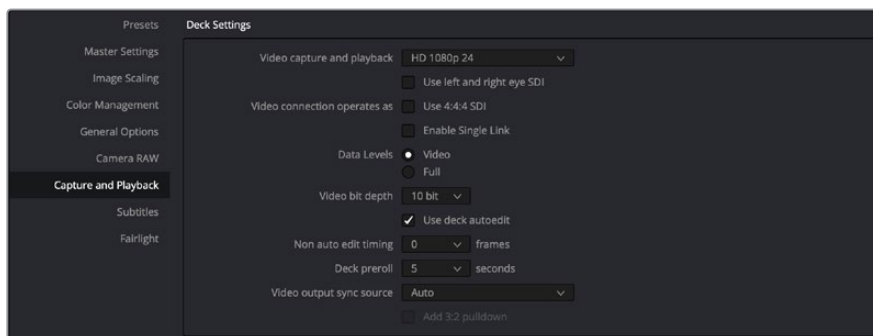 Presets
Master Settings
Image Scaling
Color Management
General Options
Camera RAW
Capture and Playback
Subtitles
Fairlight
Deck Settings
Video capture and playback HD 1080p 24
Use left and right eye SDI
Video connection operates as Use 4:4:4 SDI
Enable Single Link
Data Levels Video
Full
Video bit depth 10 bit
Use deck autoedit
Non auto edit timing 0 frames
Deck preroll 5 seconds
Video output sync source Auto
Add 3:2 pulldown